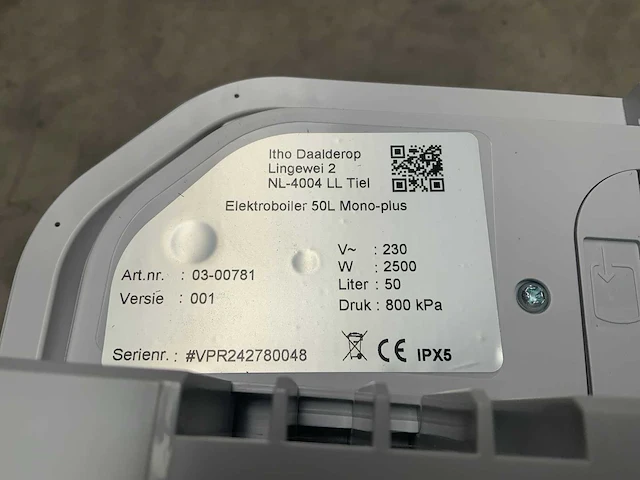 Itho Daalderop
Lingewei 2
NL-4004 LL Tiel
Elektroboiler 50L Mono-plus
V~ : 230
W : 2500
Liter : 50
Druk : 800 kPa
Art.nr. : 03-00781
Versie : 001
Serienr. : #VPR242780048
CE IPX5